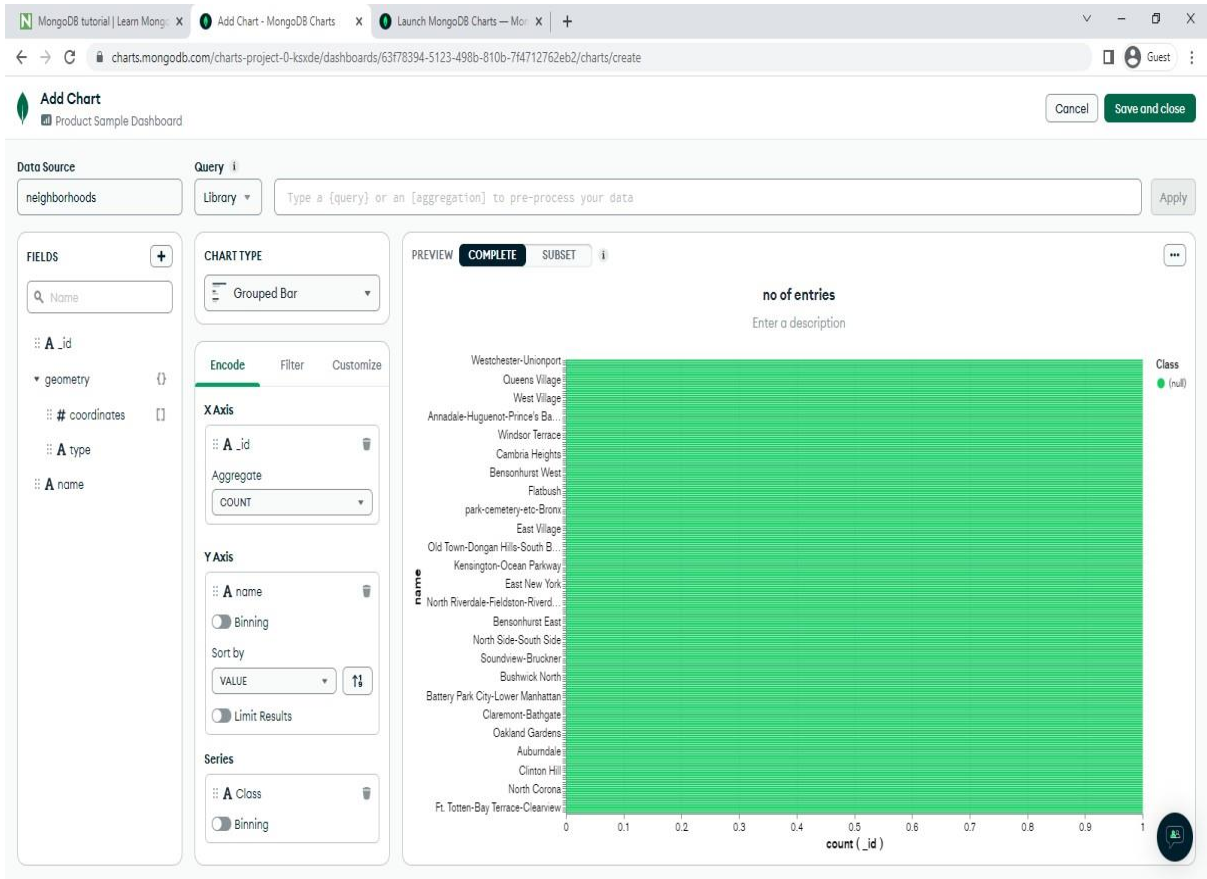 MongoDB tutorial | Learn Mongo
Add Chart - MongoDB Charts
Launch MongoDB Charts — Mon
charts.mongodb.com/charts-project-0-ksxde/dashboards/63f78394-5123-498b-810b-7f4712762eb2/charts/create
Guest
Add Chart
Product Sample Dashboard
Cancel
Save and close
Data Source
Query i
neighborhoods
Library
Type a {query} or an [aggregation] to pre-process your data
Apply
FIELDS
+
Name
A _id
geometry {}
# coordinates []
A type
A name
CHART TYPE
Grouped Bar
Encode Filter Customize
X Axis
A _id
Aggregate
COUNT
Y Axis
A name
Binning
Sort by
VALUE
Limit Results
Series
A Class
Binning
PREVIEW COMPLETE SUBSET i
no of entries
Enter a description
Westchester-Unionport
Queens Village
West Village
Annadale-Huguenot-Prince's Ba...
Windsor Terrace
Cambria Heights
Bensonhurst West
Flatbush
park-cemetery-etc-Bronx
East Village
Old Town-Dongan Hills-South B...
Kensington-Ocean Parkway
East New York
North Riverdale-Fieldston-Riverd...
Bensonhurst East
North Side-South Side
Soundview-Bruckner
Bushwick North
Battery Park City-Lower Manhattan
Claremont-Bathgate
Oakland Gardens
Auburndale
Clinton Hill
North Corona
Ft. Totten-Bay Terrace-Clearview
name
0 0.1 0.2 0.3 0.4 0.5 0.6 0.7 0.8 0.9 1
count ( _id )
Class
(null)